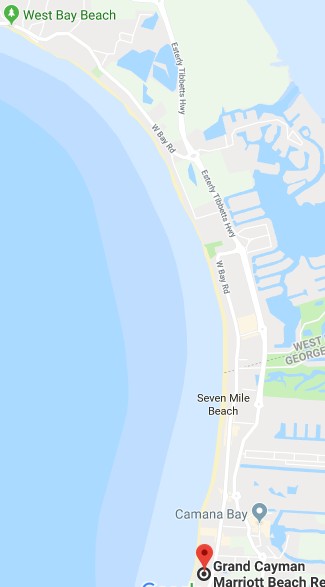 West Bay Beach
Esterly Tibbetts Hwy
W Bay Rd
Esterly Tibbetts Hwy
W Bay Rd
WEST
GEORGE
Seven Mile
Beach
Camana Bay
Grand Cayman
Marriott Beach Re